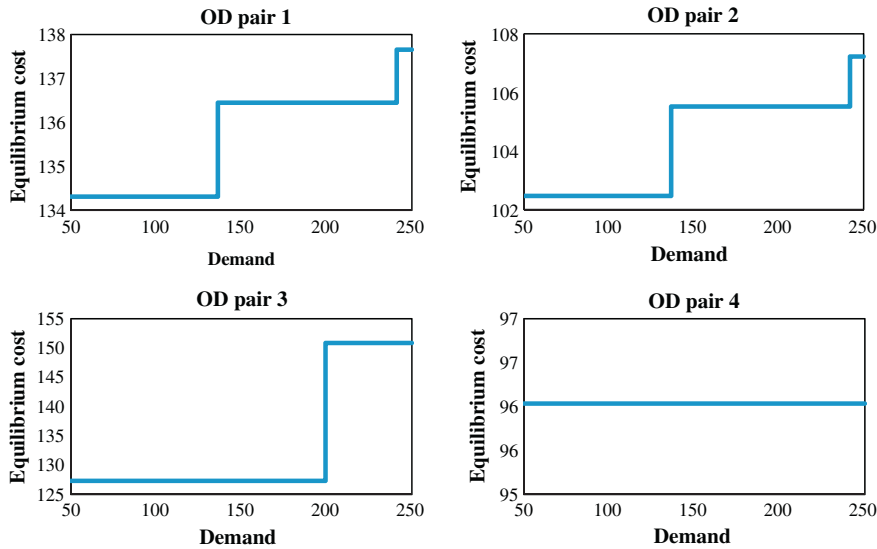 OD pair 1
Equilibrium cost
138
137
136
135
134
50 100 150 200 250
Demand
OD pair 2
Equilibrium cost
108
106
104
102
50 100 150 200 250
Demand
OD pair 3
Equilibrium cost
155
150
145
140
135
130
125
50 100 150 200 250
Demand
OD pair 4
Equilibrium cost
97
97
96
96
95
50 100 150 200 250
Demand